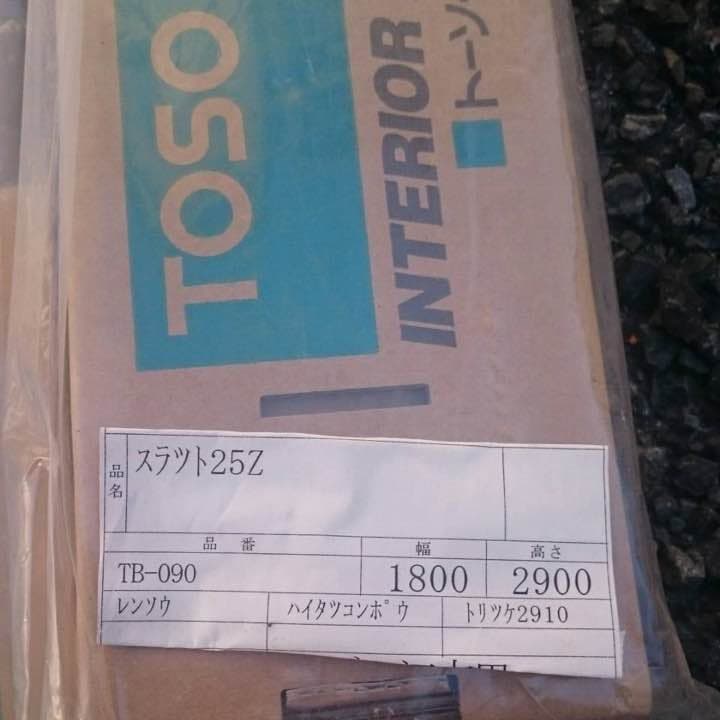 TOSO
INTERIOR
トーソ
品名 スラツト25Z
品番 幅 高さ
TB-090 1800 2900
レンソウ ハイタツコンポウ トリツケ2910